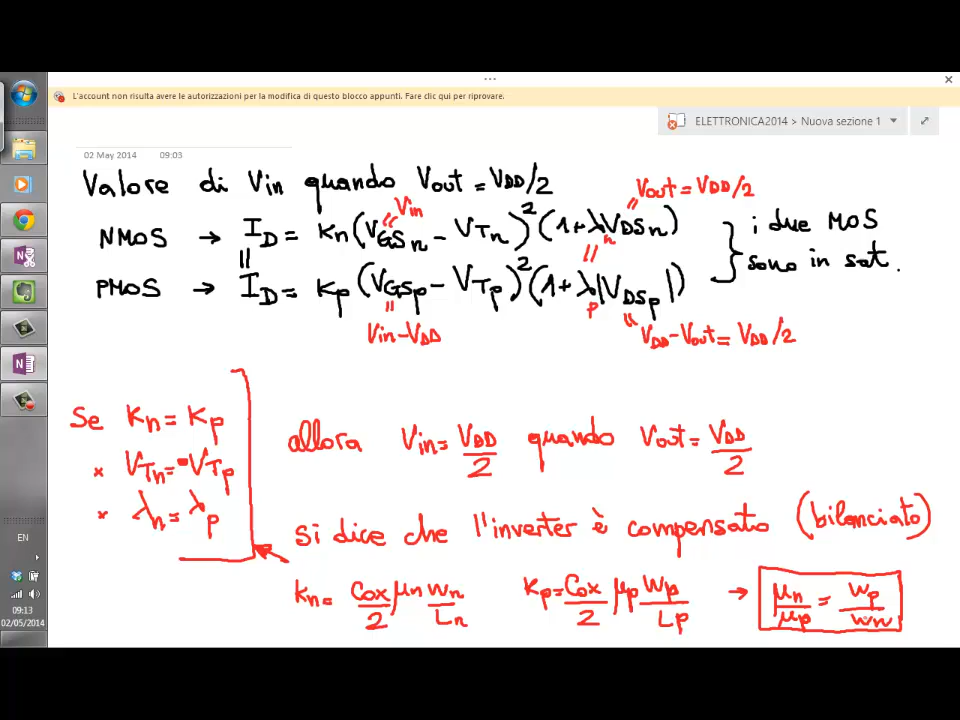 L'account non risulta avere le autorizzazioni per la modifica di questo blocco appunti. Fare clic qui per riprovare.
ELETTRONICA2014 > Nuova sezione 1
02 May 2014 09:03
Valore di Vin quando Vout = VDD/2
Vin
Vout = VDD/2
NMOS → ID = Kn(VGSn - VTn)²(1+λnVDSn)
i due MOS
sono in sat.
PMOS → ID = Kp(VGSp - VTp)²(1+λp|VDSp|)
Vin-VDD
VDD-Vout = VDD/2
Se Kn = Kp
× VTn = -VTp
× λn = λp
allora Vin = VDD/2 quando Vout = VDD/2
si dice che l'inverter è compensato (bilanciato)
Kn = Cox/2 μn Wn/Ln Kp = Cox/2 μp Wp/Lp → μn/μp = Wp/Wn
EN
09:13
02/05/2014